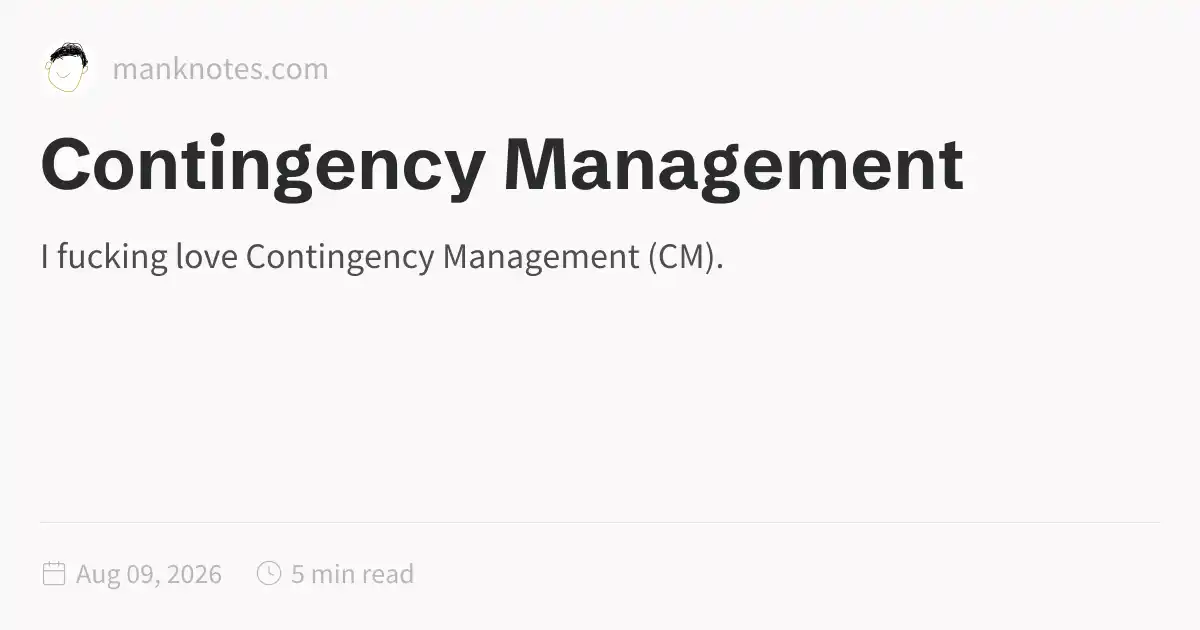 manknotes.com
Contingency Management
I fucking love Contingency Management (CM).
Aug 09, 2026
5 min read